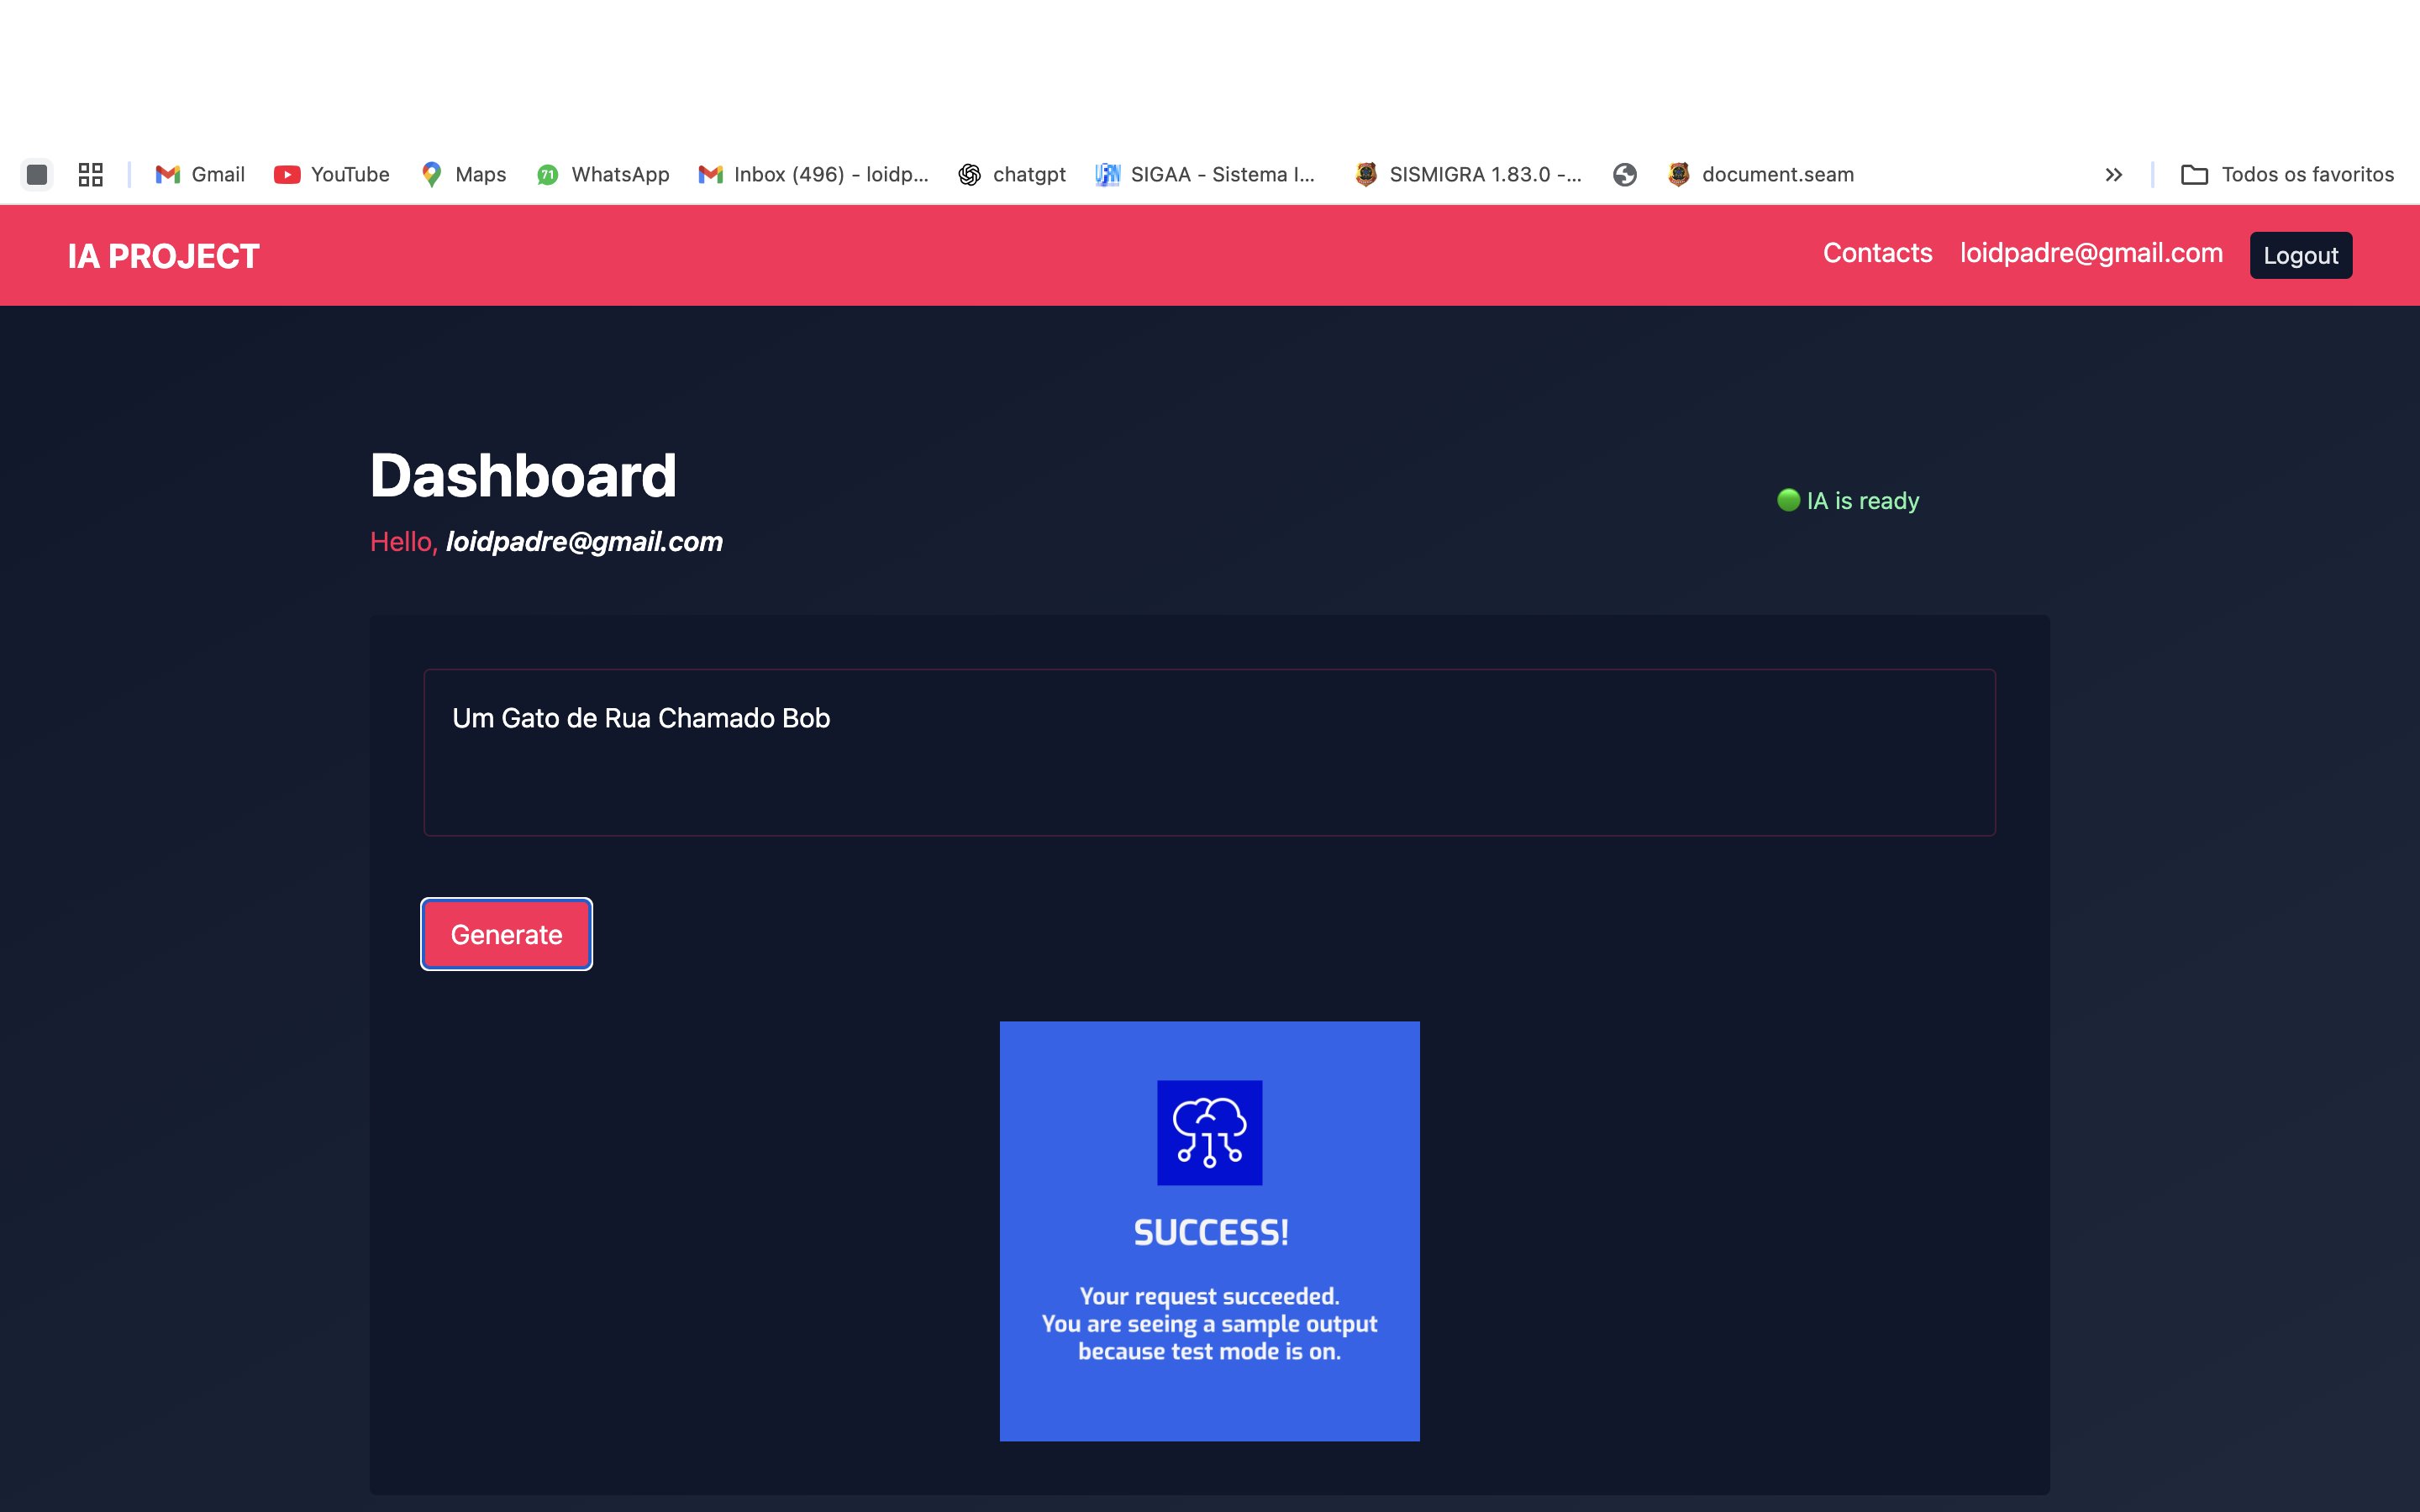 Gmail YouTube Maps 71 WhatsApp Inbox (496) - loidp... chatgpt SIGAA - Sistema I... SISMIGRA 1.83.0 -... document.seam Todos os favoritos
IA PROJECT Contacts loidpadre@gmail.com Logout
Dashboard
IA is ready
Hello, loidpadre@gmail.com
Um Gato de Rua Chamado Bob
Generate
SUCCESS!
Your request succeeded.
You are seeing a sample output
because test mode is on.